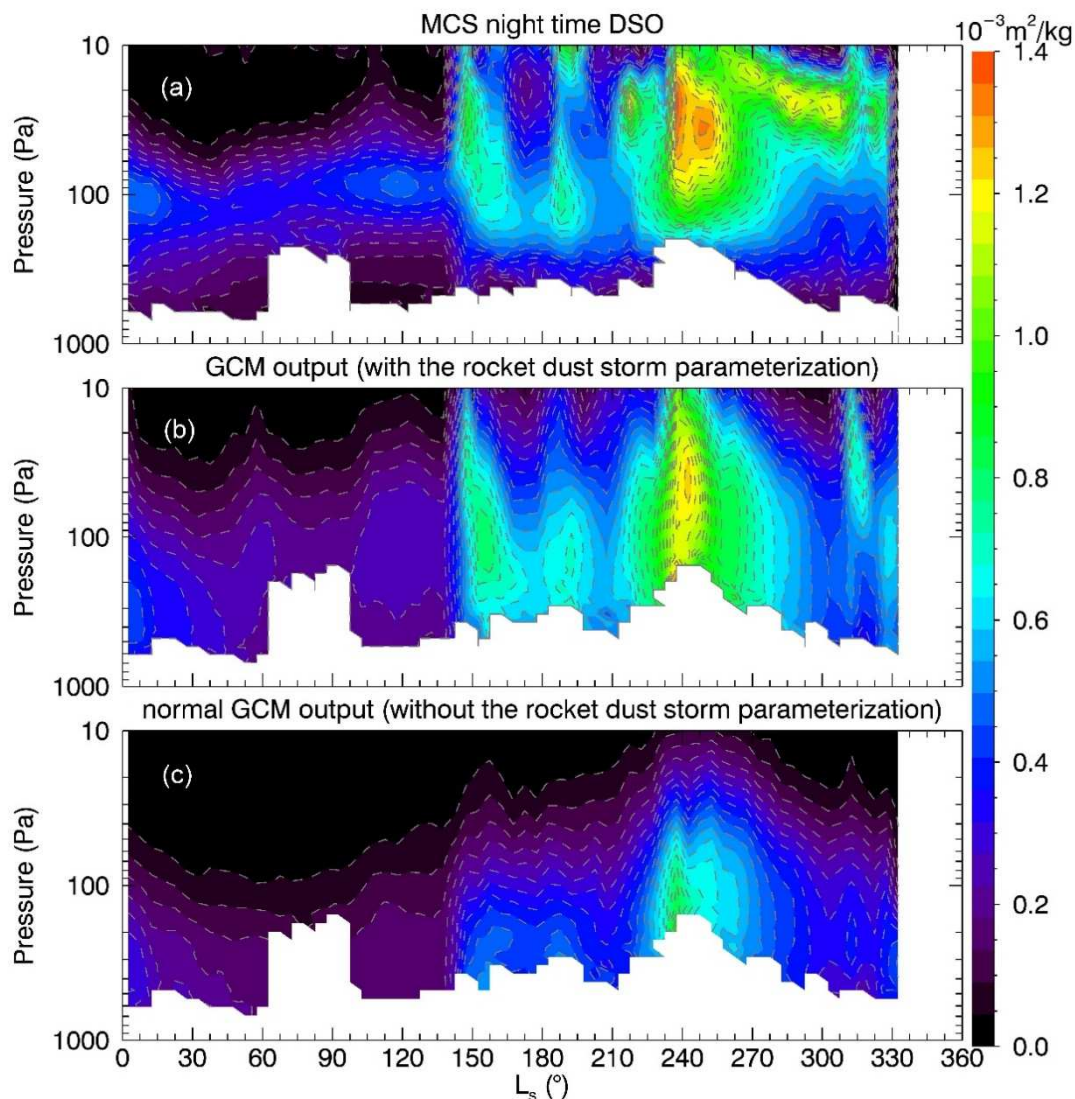 MCS night time DSO
10⁻³m²/kg
10
100
1000
Pressure (Pa)
(a)
GCM output (with the rocket dust storm parameterization)
10
100
1000
Pressure (Pa)
(b)
normal GCM output (without the rocket dust storm parameterization)
10
100
1000
Pressure (Pa)
(c)
0 30 60 90 120 150 180 210 240 270 300 330 360
Lₛ (°)
1.4
1.2
1.0
0.8
0.6
0.4
0.2
0.0